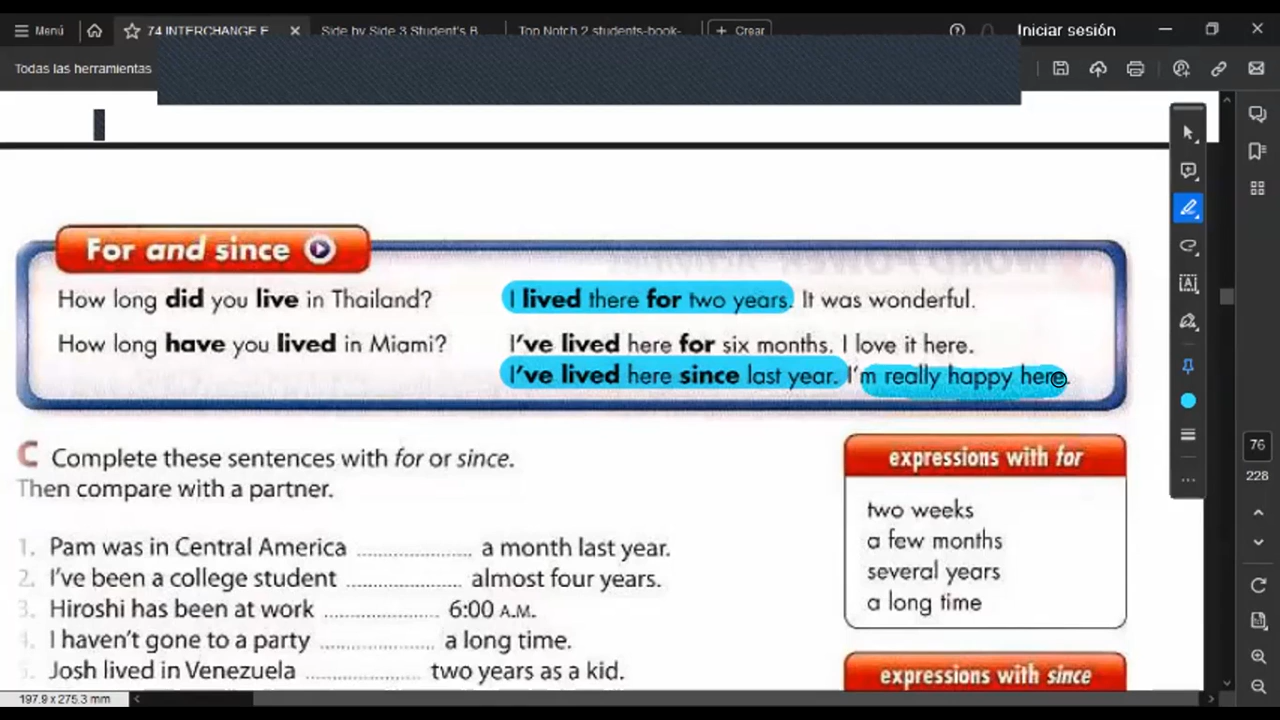 Menú 74 INTERCHANGE E Side by Side 3 Student's B Top Notch 2 students-book- Crear Iniciar sesión
Todas las herramientas
For and since
How long did you live in Thailand? I lived there for two years. It was wonderful.
How long have you lived in Miami? I've lived here for six months. I love it here.
I've lived here since last year. I'm really happy here.
C Complete these sentences with for or since.
Then compare with a partner.
expressions with for
two weeks
a few months
several years
a long time
1. Pam was in Central America .................... a month last year.
2. I've been a college student .................... almost four years.
3. Hiroshi has been at work .................... 6:00 A.M.
4. I haven't gone to a party .................... a long time.
5. Josh lived in Venezuela .................... two years as a kid.
expressions with since
76
228
197.9 x 275.3 mm